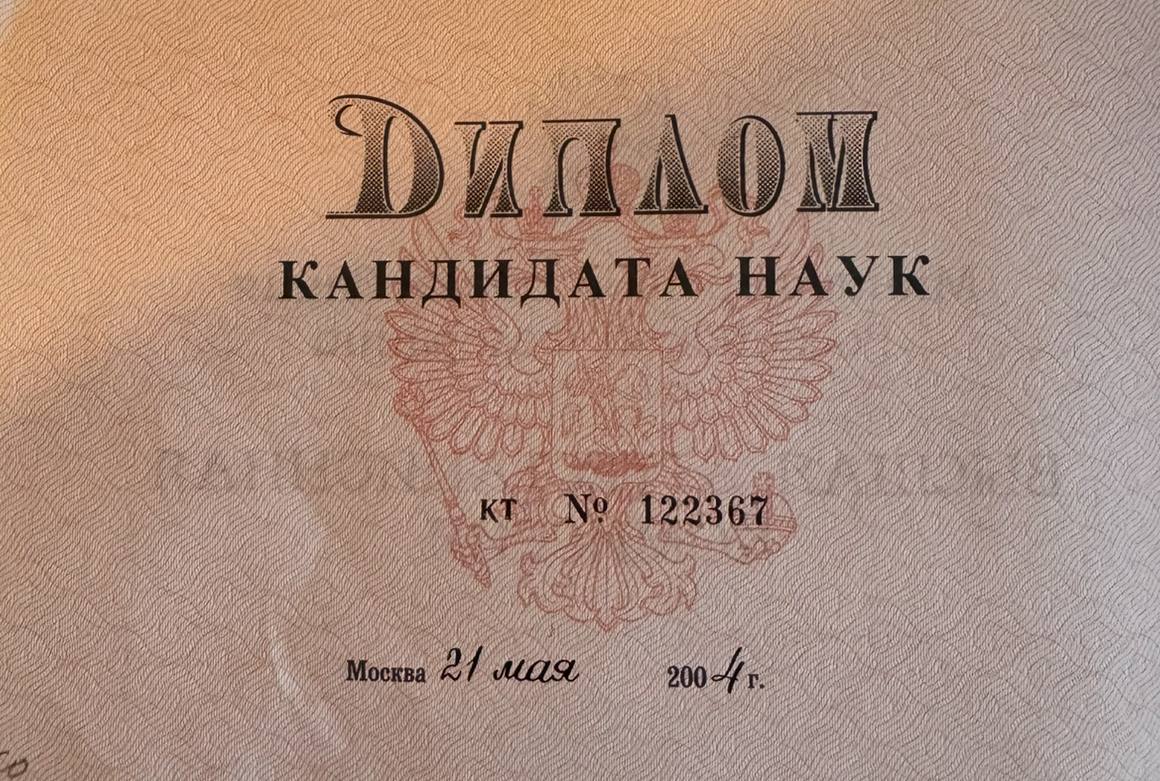 Диплом
КАНДИДАТА НАУК
КТ № 122367
Москва 21 мая 2004 г.